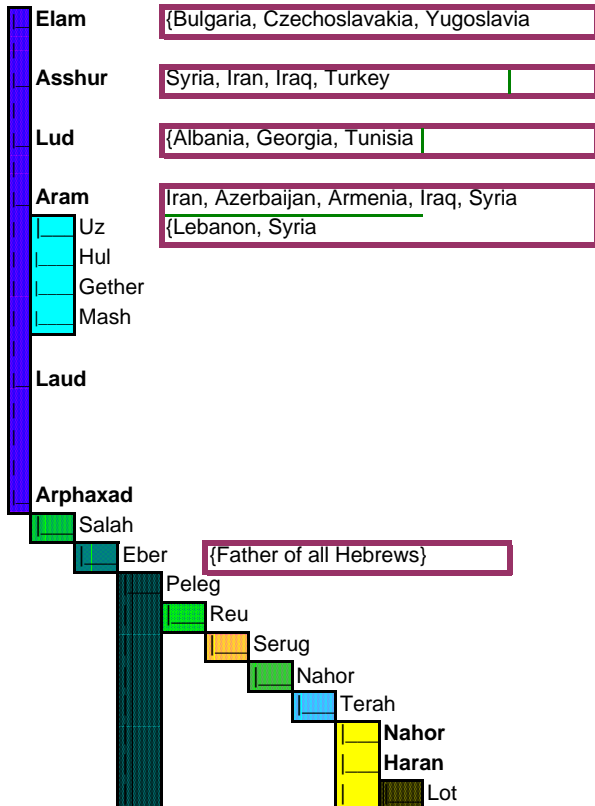 Elam {Bulgaria, Czechoslavakia, Yugoslavia
Asshur Syria, Iran, Iraq, Turkey
Lud {Albania, Georgia, Tunisia
Aram Iran, Azerbaijan, Armenia, Iraq, Syria
Uz {Lebanon, Syria
Hul
Gether
Mash
Laud
Arphaxad
Salah
Eber {Father of all Hebrews}
Peleg
Reu
Serug
Nahor
Terah
Nahor
Haran
Lot